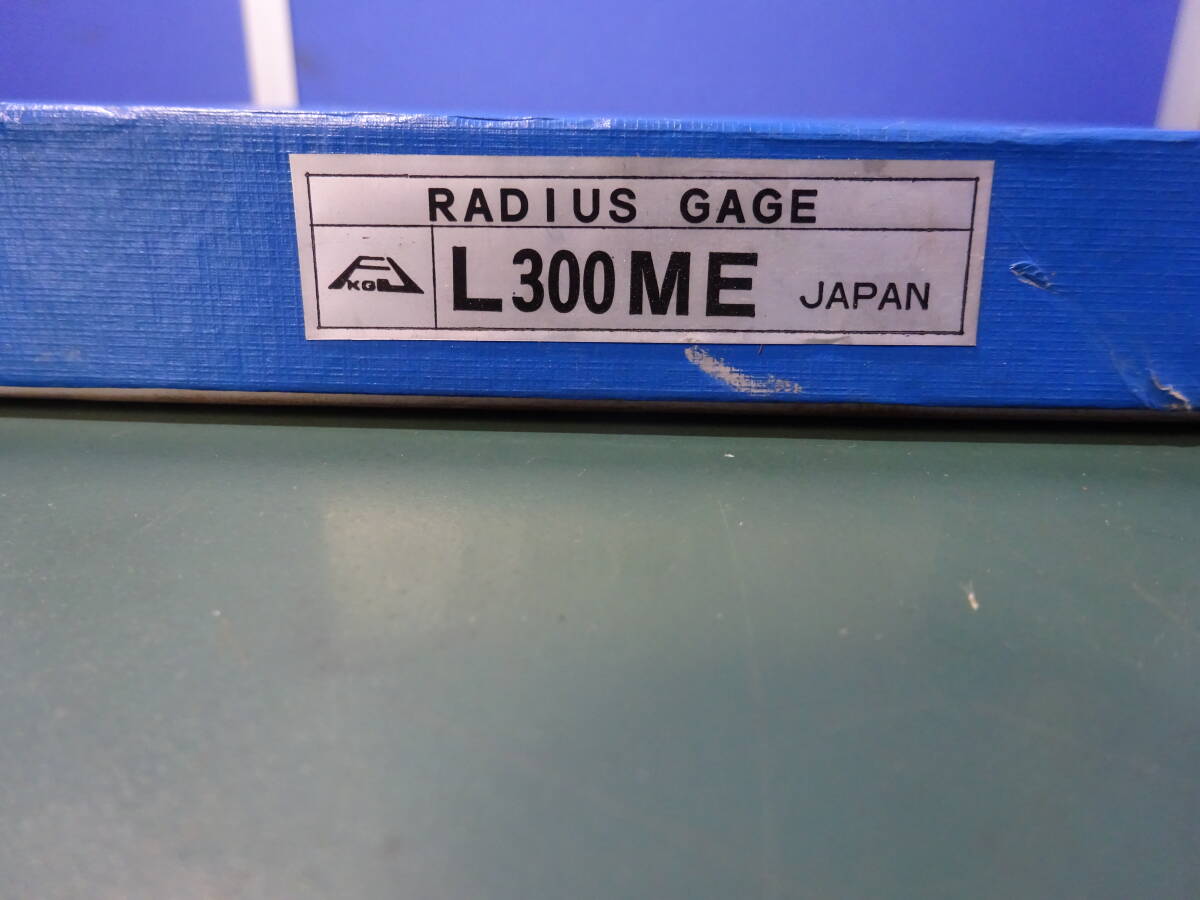 RADIUS GAGE
KG
L300ME JAPAN